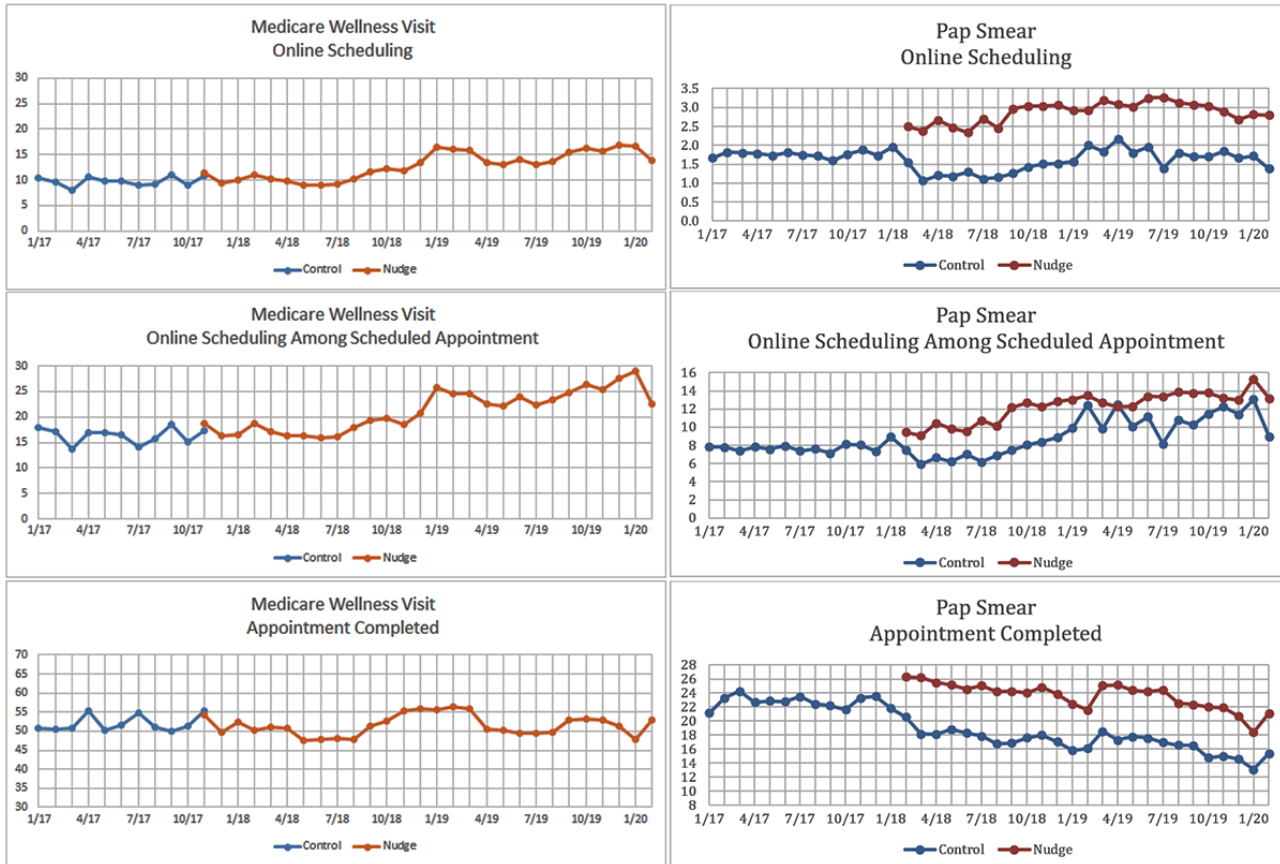 Medicare Wellness Visit
Online Scheduling
30
25
20
15
10
5
0
1/17 4/17 7/17 10/17 1/18 4/18 7/18 10/18 1/19 4/19 7/19 10/19 1/20
Control Nudge
Pap Smear
Online Scheduling
3.5
3.0
2.5
2.0
1.5
1.0
0.5
0.0
1/17 4/17 7/17 10/17 1/18 4/18 7/18 10/18 1/19 4/19 7/19 10/19 1/20
Control Nudge
Medicare Wellness Visit
Online Scheduling Among Scheduled Appointment
30
25
20
15
10
5
0
1/17 4/17 7/17 10/17 1/18 4/18 7/18 10/18 1/19 4/19 7/19 10/19 1/20
Control Nudge
Pap Smear
Online Scheduling Among Scheduled Appointment
16
14
12
10
8
6
4
2
0
1/17 4/17 7/17 10/17 1/18 4/18 7/18 10/18 1/19 4/19 7/19 10/19 1/20
Control Nudge
Medicare Wellness Visit
Appointment Completed
70
65
60
55
50
45
40
35
30
1/17 4/17 7/17 10/17 1/18 4/18 7/18 10/18 1/19 4/19 7/19 10/19 1/20
Control Nudge
Pap Smear
Appointment Completed
28
26
24
22
20
18
16
14
12
10
8
1/17 4/17 7/17 10/17 1/18 4/18 7/18 10/18 1/19 4/19 7/19 10/19 1/20
Control Nudge